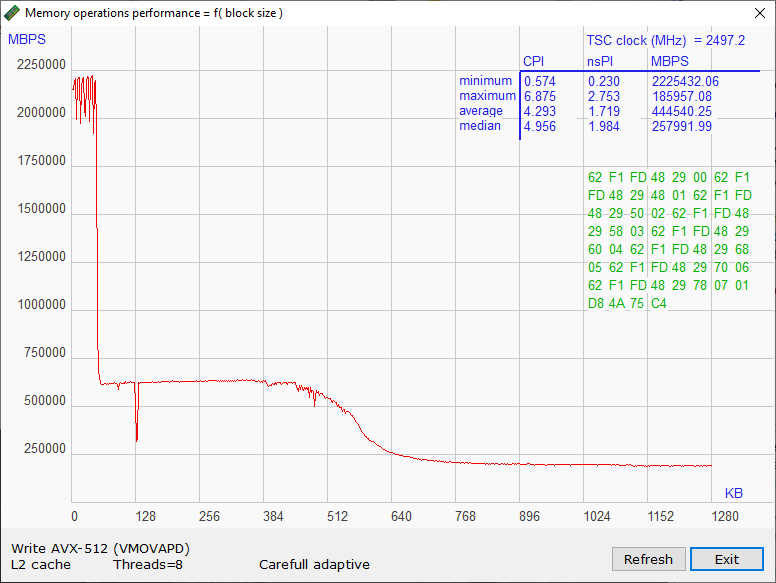 Memory operations performance = f( block size )
MBPS
TSC clock (MHz) = 2497.2
CPI nsPI MBPS
minimum 0.574 0.230 2225432.06
maximum 6.875 2.753 185957.08
average 4.293 1.719 444540.25
median 4.956 1.984 257991.99
2250000
2000000
1750000
1500000
1250000
1000000
750000
500000
250000
62 F1 FD 48 29 00 62 F1
FD 48 29 48 01 62 F1 FD
48 29 50 02 62 F1 FD 48
29 58 03 62 F1 FD 48 29
60 04 62 F1 FD 48 29 68
05 62 F1 FD 48 29 70 06
62 F1 FD 48 29 78 07 01
D8 4A 75 C4
KB
0 128 256 384 512 640 768 896 1024 1152 1280
Write AVX-512 (VMOVAPD)
L2 cache Threads=8 Carefull adaptive
Refresh Exit